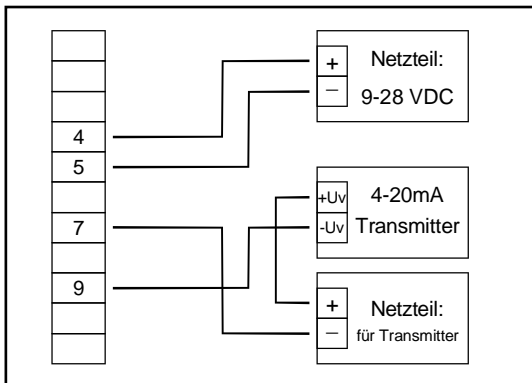 4
5
7
9
+
−
Netzteil:
9-28 VDC
+Uv
-Uv
4-20mA
Transmitter
+
−
Netzteil:
für Transmitter